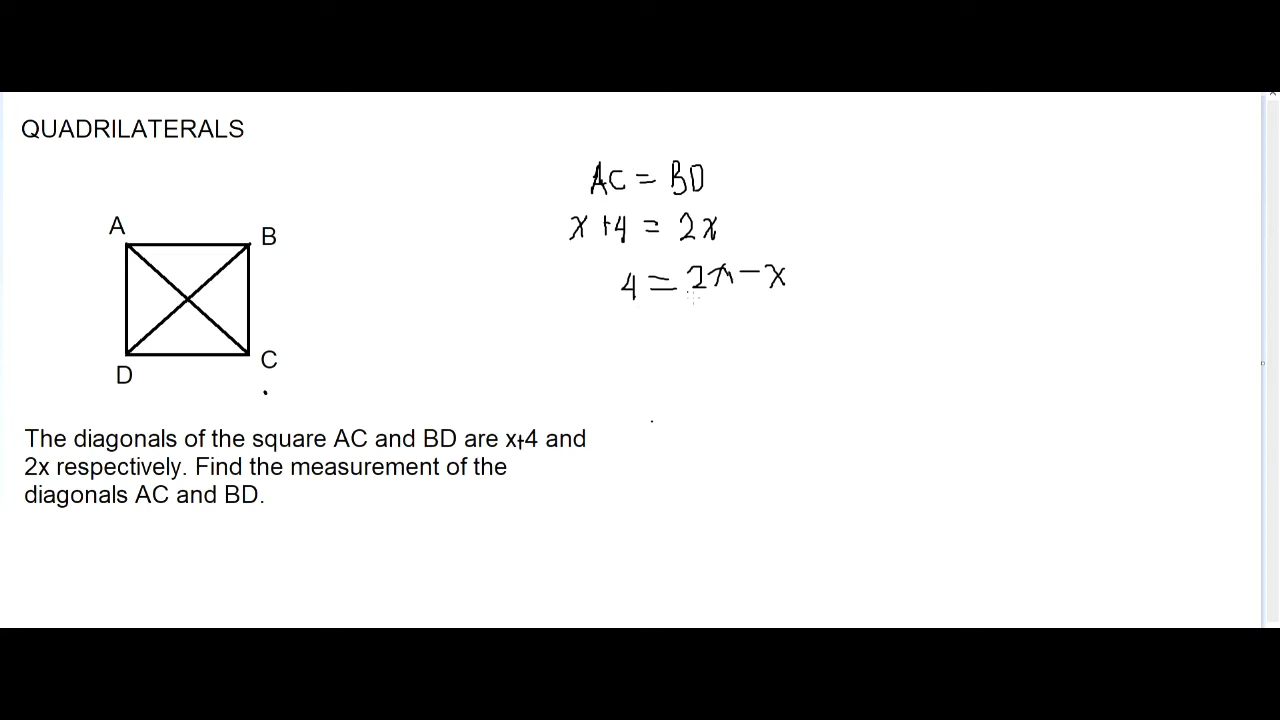 QUADRILATERALS
AC = BD
x + 4 = 2x
4 = 2x - x
A
B
D
C
The diagonals of the square AC and BD are x+4 and
2x respectively. Find the measurement of the
diagonals AC and BD.